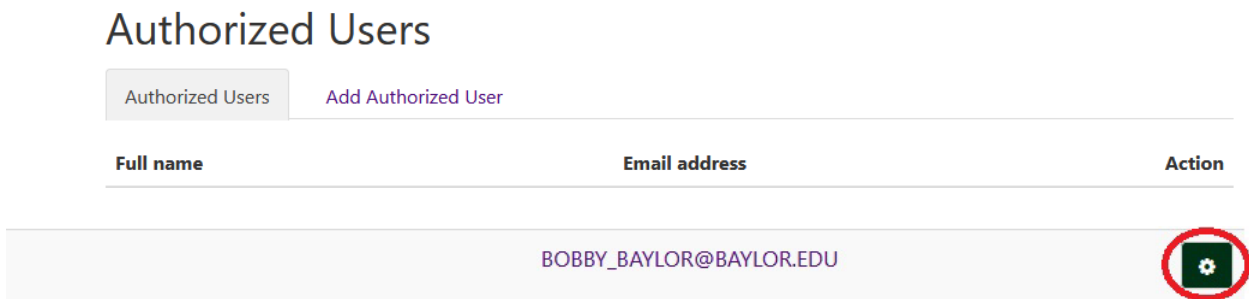 Authorized Users
Authorized Users Add Authorized User
Full name Email address Action
BOBBY_BAYLOR@BAYLOR.EDU